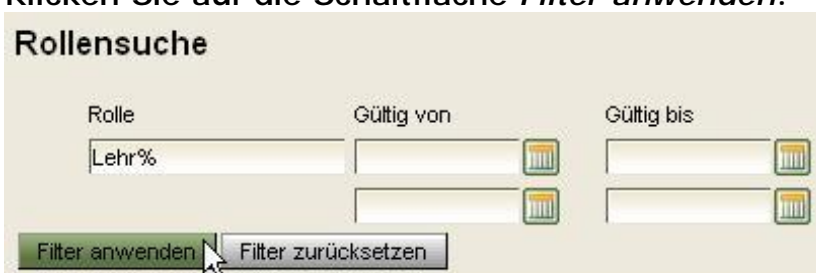 Klicken Sie auf die Schaltfläche Filter anwenden.
Rollensuche
Rolle Gültig von Gültig bis
Lehr%
Filter anwenden Filter zurücksetzen